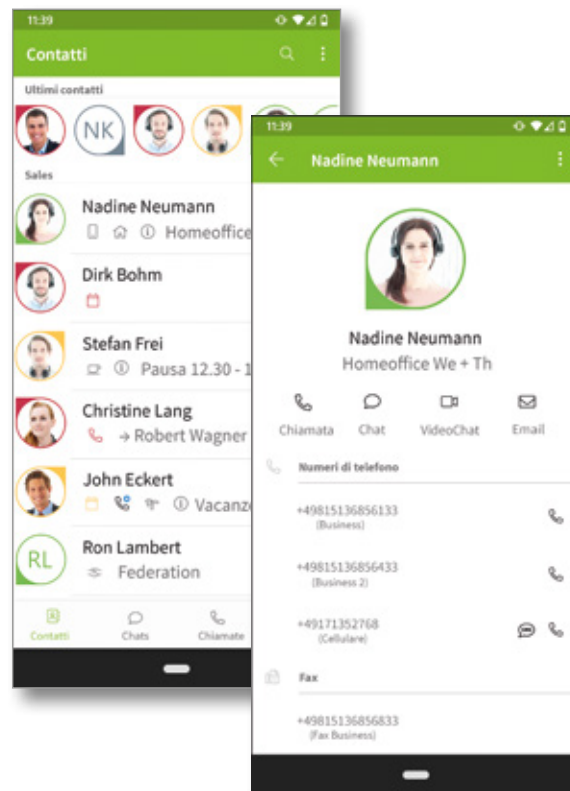 11:39
Contatti
Ultimi contatti
NK
Sales
Nadine Neumann
Homeoffice
Dirk Bohm
Stefan Frei
Pausa 12.30 - 1
Christine Lang
→ Robert Wagner
John Eckert
Vacanz
RL
Ron Lambert
Federation
Contatti
Chats
Chiamate
11:39
Nadine Neumann
Nadine Neumann
Homeoffice We + Th
Chiamata
Chat
VideoChat
Email
Numeri di telefono
+49815136856133
(Business)
+49815136856433
(Business 2)
+49171352768
(Cellulare)
Fax
+49815136856833
(Fax Business)